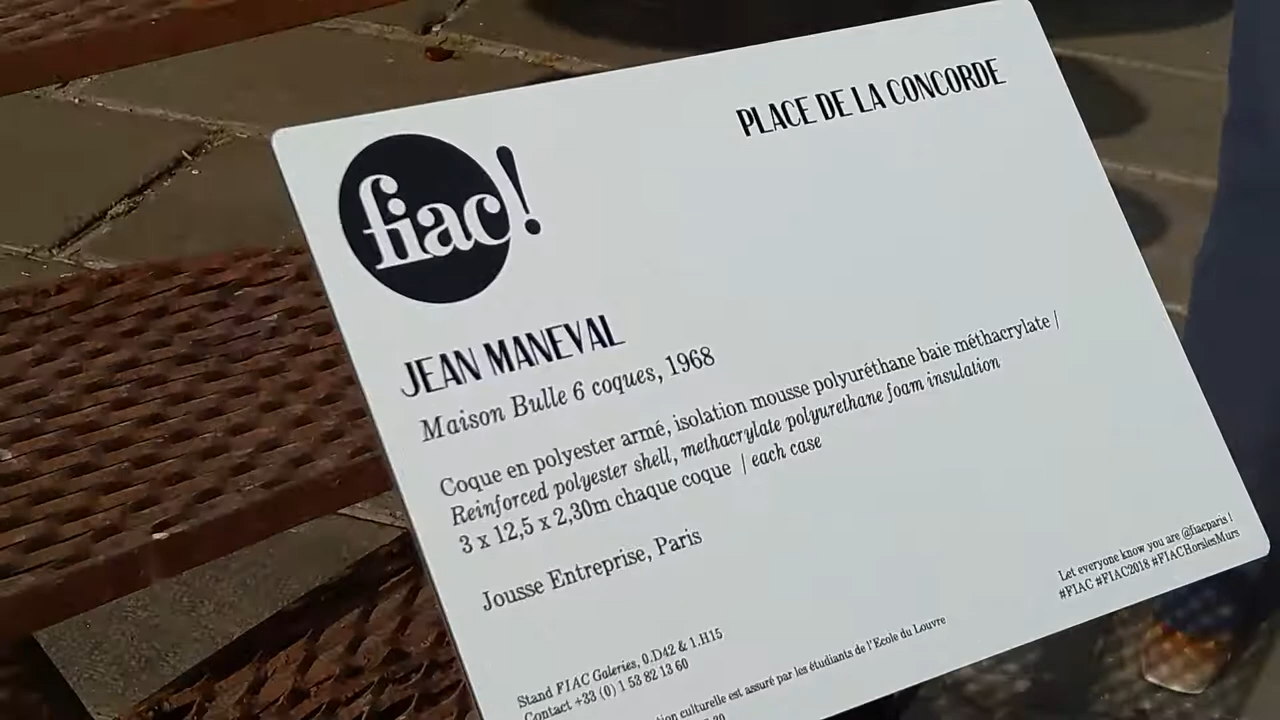 PLACE DE LA CONCORDE
fiac!
JEAN MANEVAL
Maison Bulle 6 coques, 1968
Coque en polyester armé, isolation mousse polyuréthane baie méthacrylate /
Reinforced polyester shell, methacrylate polyurethane foam insulation
3 x 12,5 x 2,30m chaque coque | each case
Jousse Entreprise, Paris
Let everyone know you are @fiacparis !
#FIAC #FIAC2018 #FIACHorslesMurs
Stand FIAC Galeries, 0.D42 & 1.H15
Contact +33 (0) 1 53 82 13 60
culturelle est assuré par les étudiants de l'Ecole du Louvre